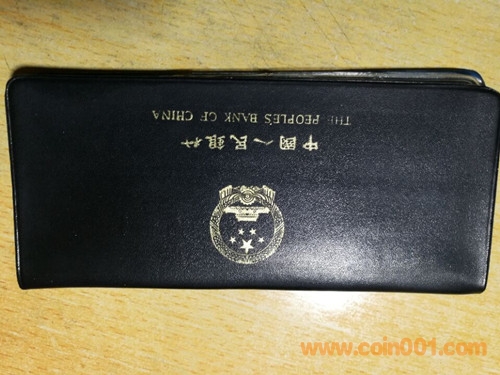 中國人民銀行
THE PEOPLE'S BANK OF CHINA
www.coin001.com